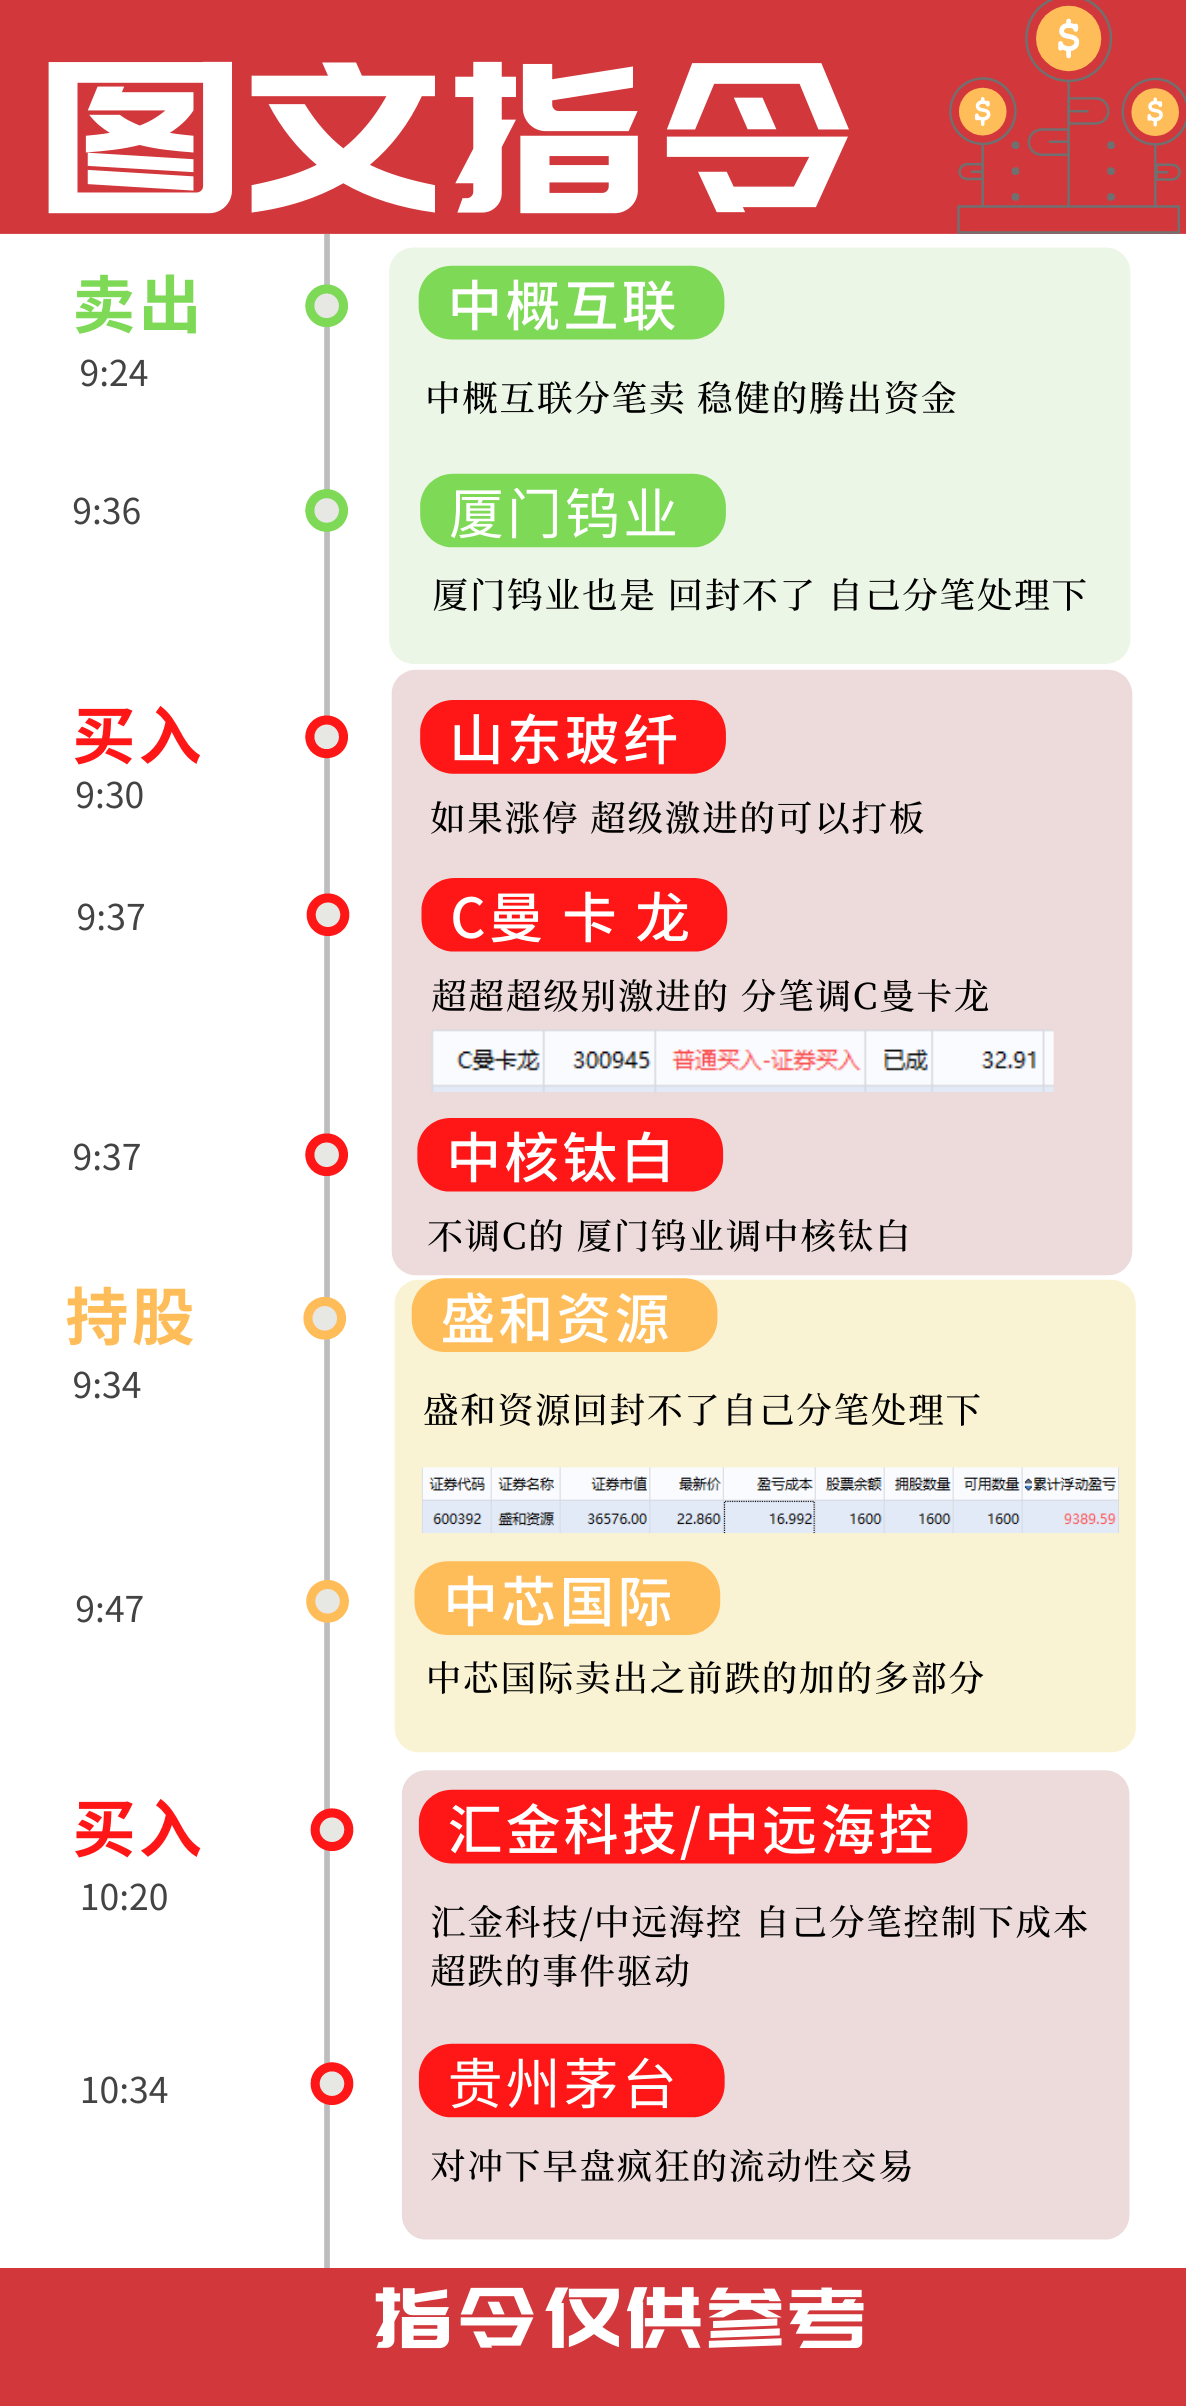 图文指令
$
$
$
卖出
9:24
中概互联
中概互联分笔卖 稳健的腾出资金
9:36
厦门钨业
厦门钨业也是 回封不了 自己分笔处理下
买入
9:30
山东玻纤
如果涨停 超级激进的可以打板
9:37
C曼 卡 龙
超超超级别激进的 分笔调C曼卡龙
C曼卡龙 300945 普通买入-证券买入 已成 32.91
9:37
中核钛白
不调C的 厦门钨业调中核钛白
持股
9:34
盛和资源
盛和资源回封不了自己分笔处理下
证券代码 证券名称 证券市值 最新价 盈亏成本 股票余额 拥股数量 可用数量 累计浮动盈亏
600392 盛和资源 36576.00 22.860 16.992 1600 1600 1600 9389.59
9:47
中芯国际
中芯国际卖出之前跌的加的多部分
买入
10:20
汇金科技/中远海控
汇金科技/中远海控 自己分笔控制下成本
超跌的事件驱动
10:34
贵州茅台
对冲下早盘疯狂的流动性交易
指令仅供参考